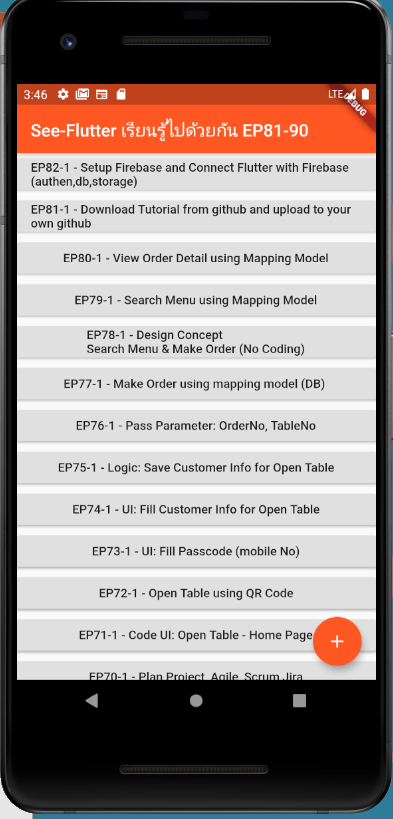 3:46
LTE
DEBUG
See-Flutter เรียนรู้ไปด้วยกัน EP81-90
EP82-1 - Setup Firebase and Connect Flutter with Firebase
(authen,db,storage)
EP81-1 - Download Tutorial from github and upload to your
own github
EP80-1 - View Order Detail using Mapping Model
EP79-1 - Search Menu using Mapping Model
EP78-1 - Design Concept
Search Menu & Make Order (No Coding)
EP77-1 - Make Order using mapping model (DB)
EP76-1 - Pass Parameter: OrderNo, TableNo
EP75-1 - Logic: Save Customer Info for Open Table
EP74-1 - UI: Fill Customer Info for Open Table
EP73-1 - UI: Fill Passcode (mobile No)
EP72-1 - Open Table using QR Code
EP71-1 - Code UI: Open Table - Home Page
EP70-1 - Plan Project, Agile, Scrum Jira